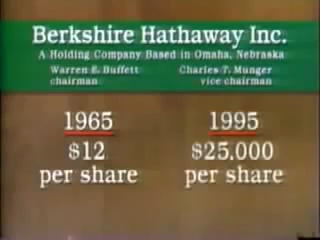 Berkshire Hathaway Inc.
A Holding Company Based in Omaha, Nebraska
Warren E. Buffett Charles T. Munger
chairman vice chairman
1965 1995
$12 $25,000
per share per share